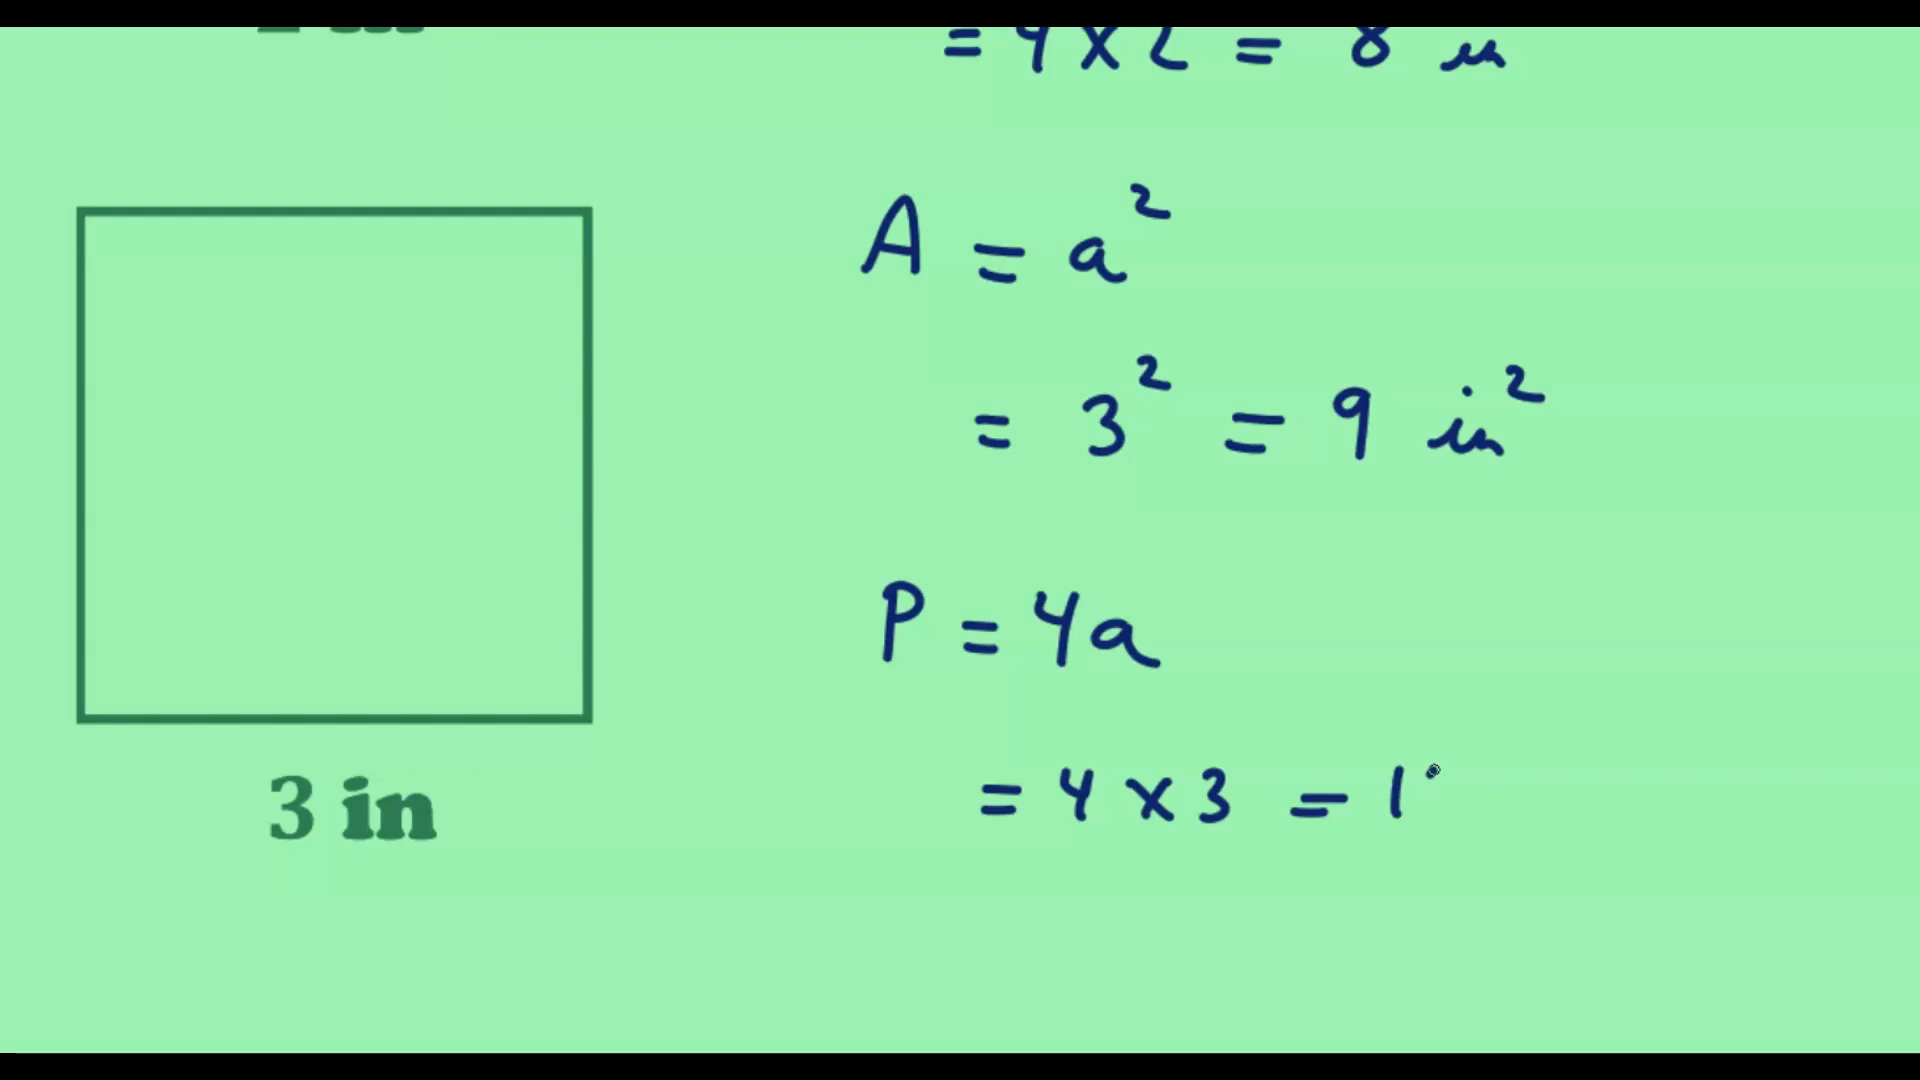 = 4 x 2 = 8 in
A = a²
= 3² = 9 in²
P = 4a
= 4 x 3 = 1
3 in